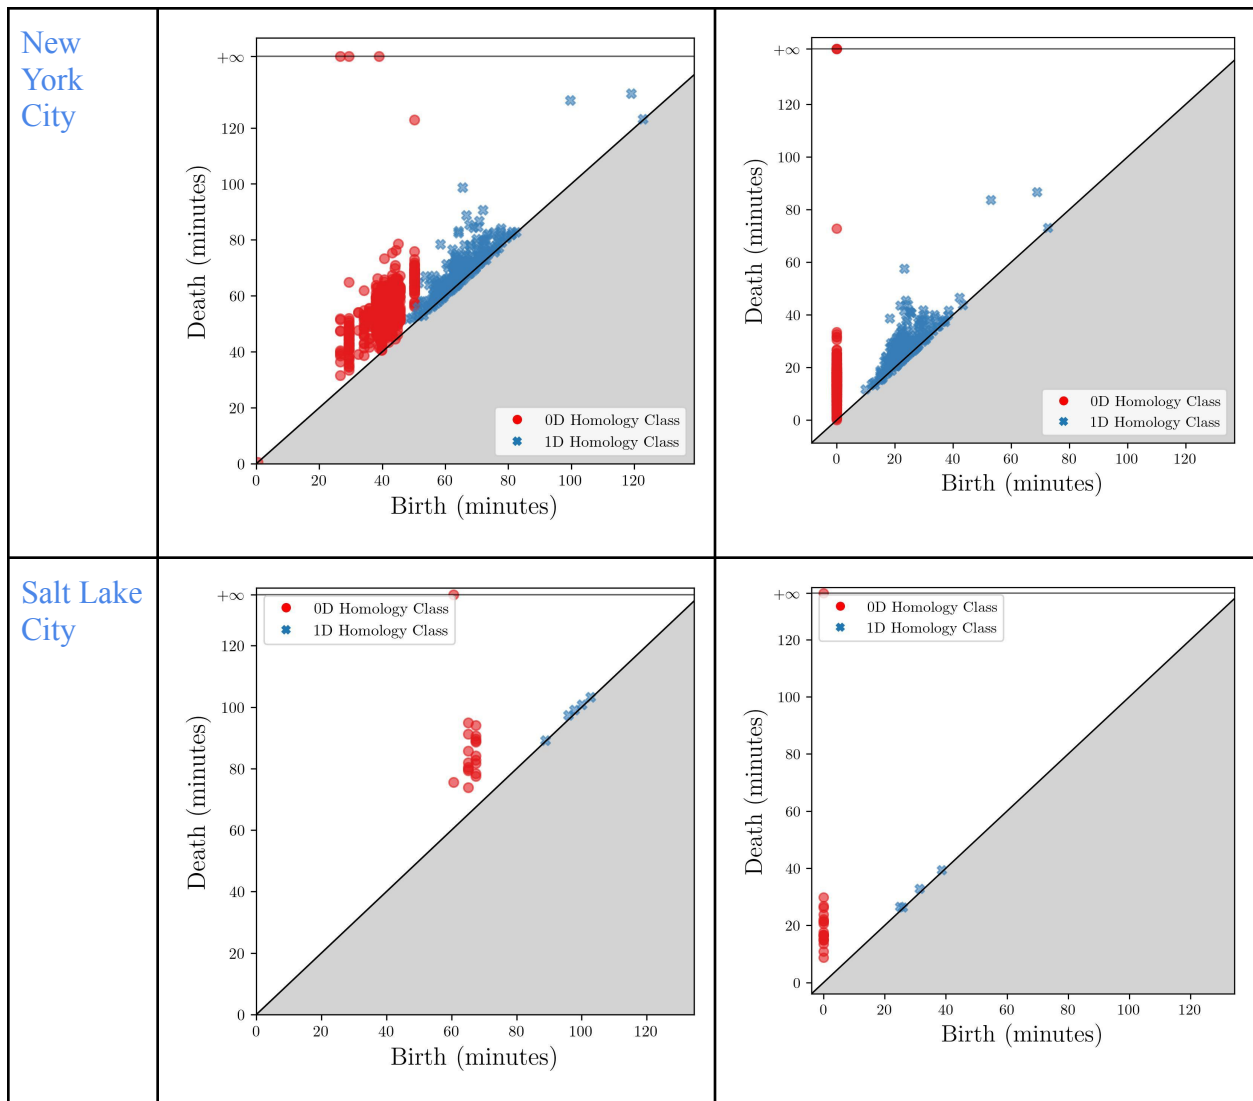 New
York
City
+∞
120
100
80
60
40
20
0
Death (minutes)
0D Homology Class
1D Homology Class
0 20 40 60 80 100 120
Birth (minutes)
+∞
120
100
80
60
40
20
0
Death (minutes)
0D Homology Class
1D Homology Class
0 20 40 60 80 100 120
Birth (minutes)
Salt Lake
City
+∞
0D Homology Class
1D Homology Class
120
100
80
60
40
20
0
Death (minutes)
0 20 40 60 80 100 120
Birth (minutes)
+∞
0D Homology Class
1D Homology Class
120
100
80
60
40
20
0
Death (minutes)
0 20 40 60 80 100 120
Birth (minutes)